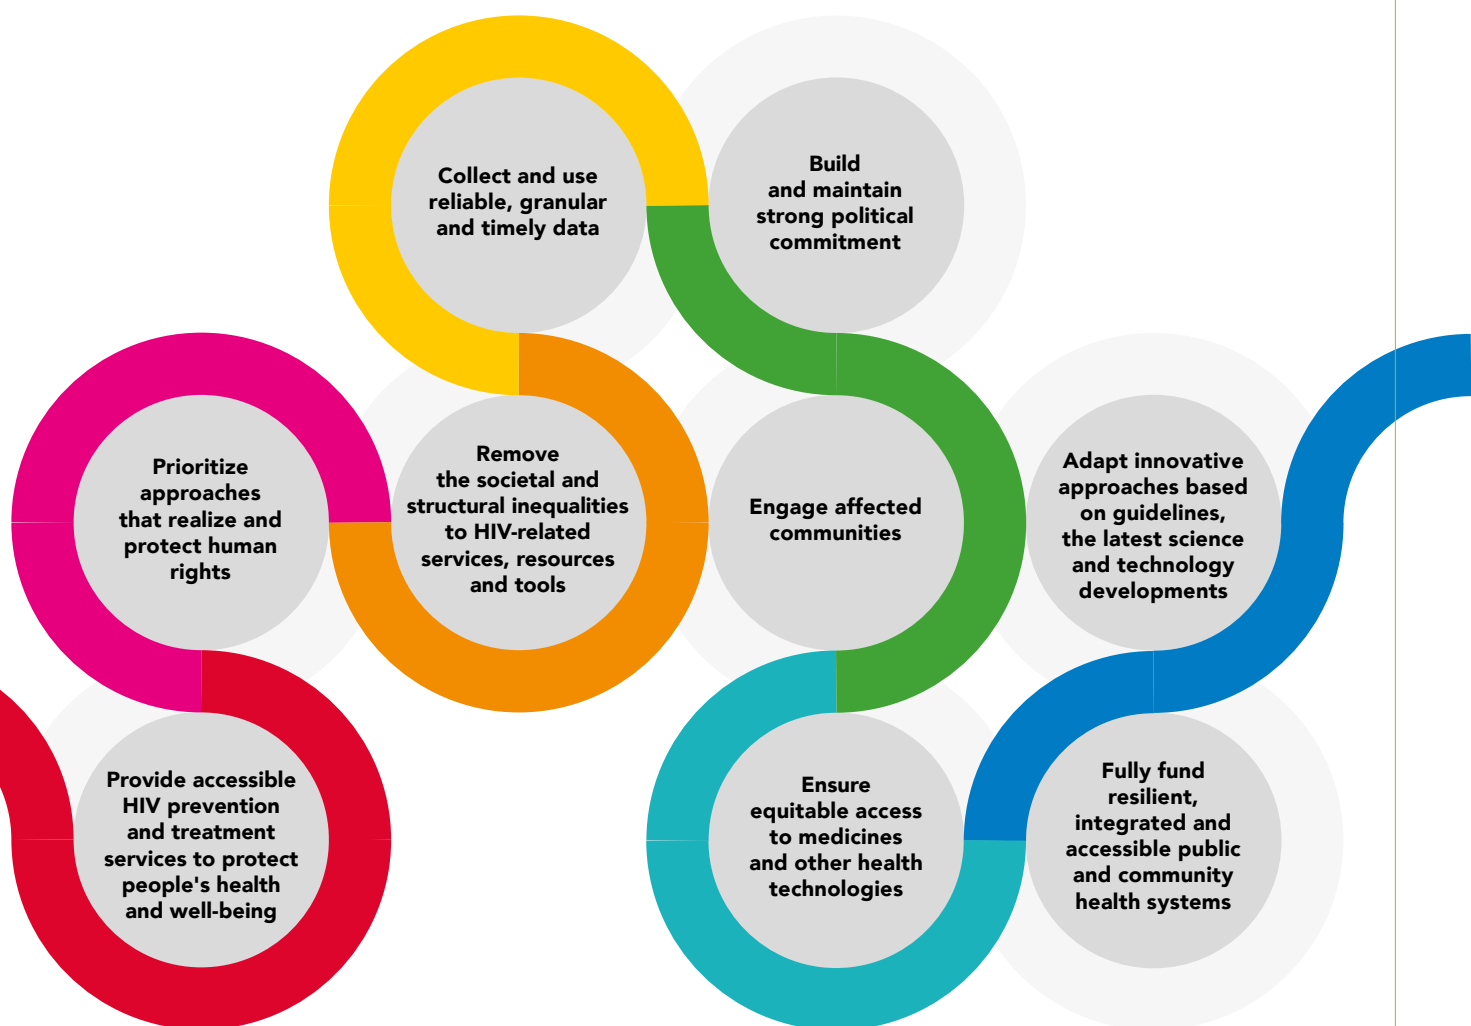 Collect and use
reliable, granular
and timely data
Build
and maintain
strong political
commitment
Prioritize
approaches
that realize and
protect human
rights
Remove
the societal and
structural inequalities
to HIV-related
services, resources
and tools
Engage affected
communities
Adapt innovative
approaches based
on guidelines,
the latest science
and technology
developments
Provide accessible
HIV prevention
and treatment
services to protect
people's health
and well-being
Ensure
equitable access
to medicines
and other health
technologies
Fully fund
resilient,
integrated and
accessible public
and community
health systems